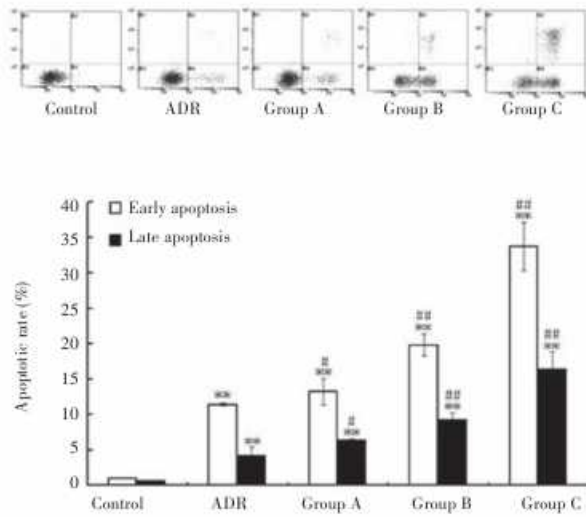 Control ADR Group A Group B Group C
40
35
30
25
20
15
10
5
0
Apoptotic rate (%)
Early apoptosis
Late apoptosis
** ** # ** # ** ## ** ## ** ## ** ## **
Control ADR Group A Group B Group C